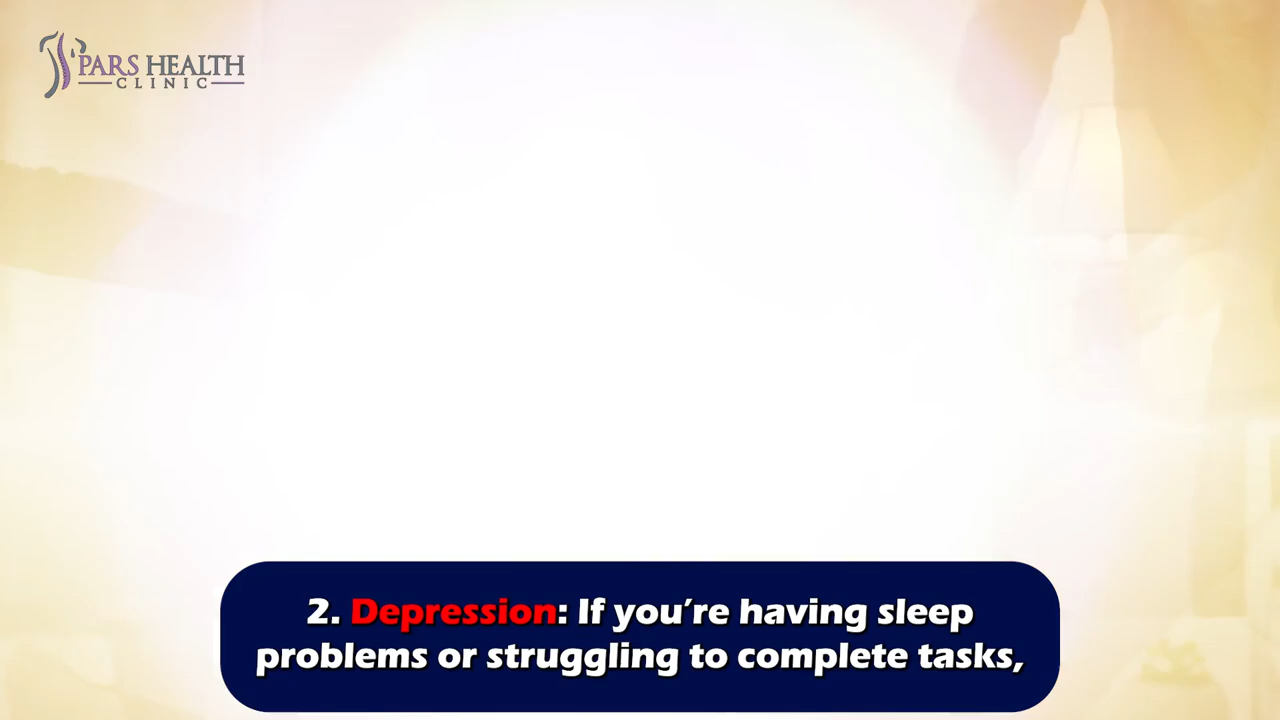 PARS HEALTH
CLINIC
2. Depression: If you're having sleep
problems or struggling to complete tasks,